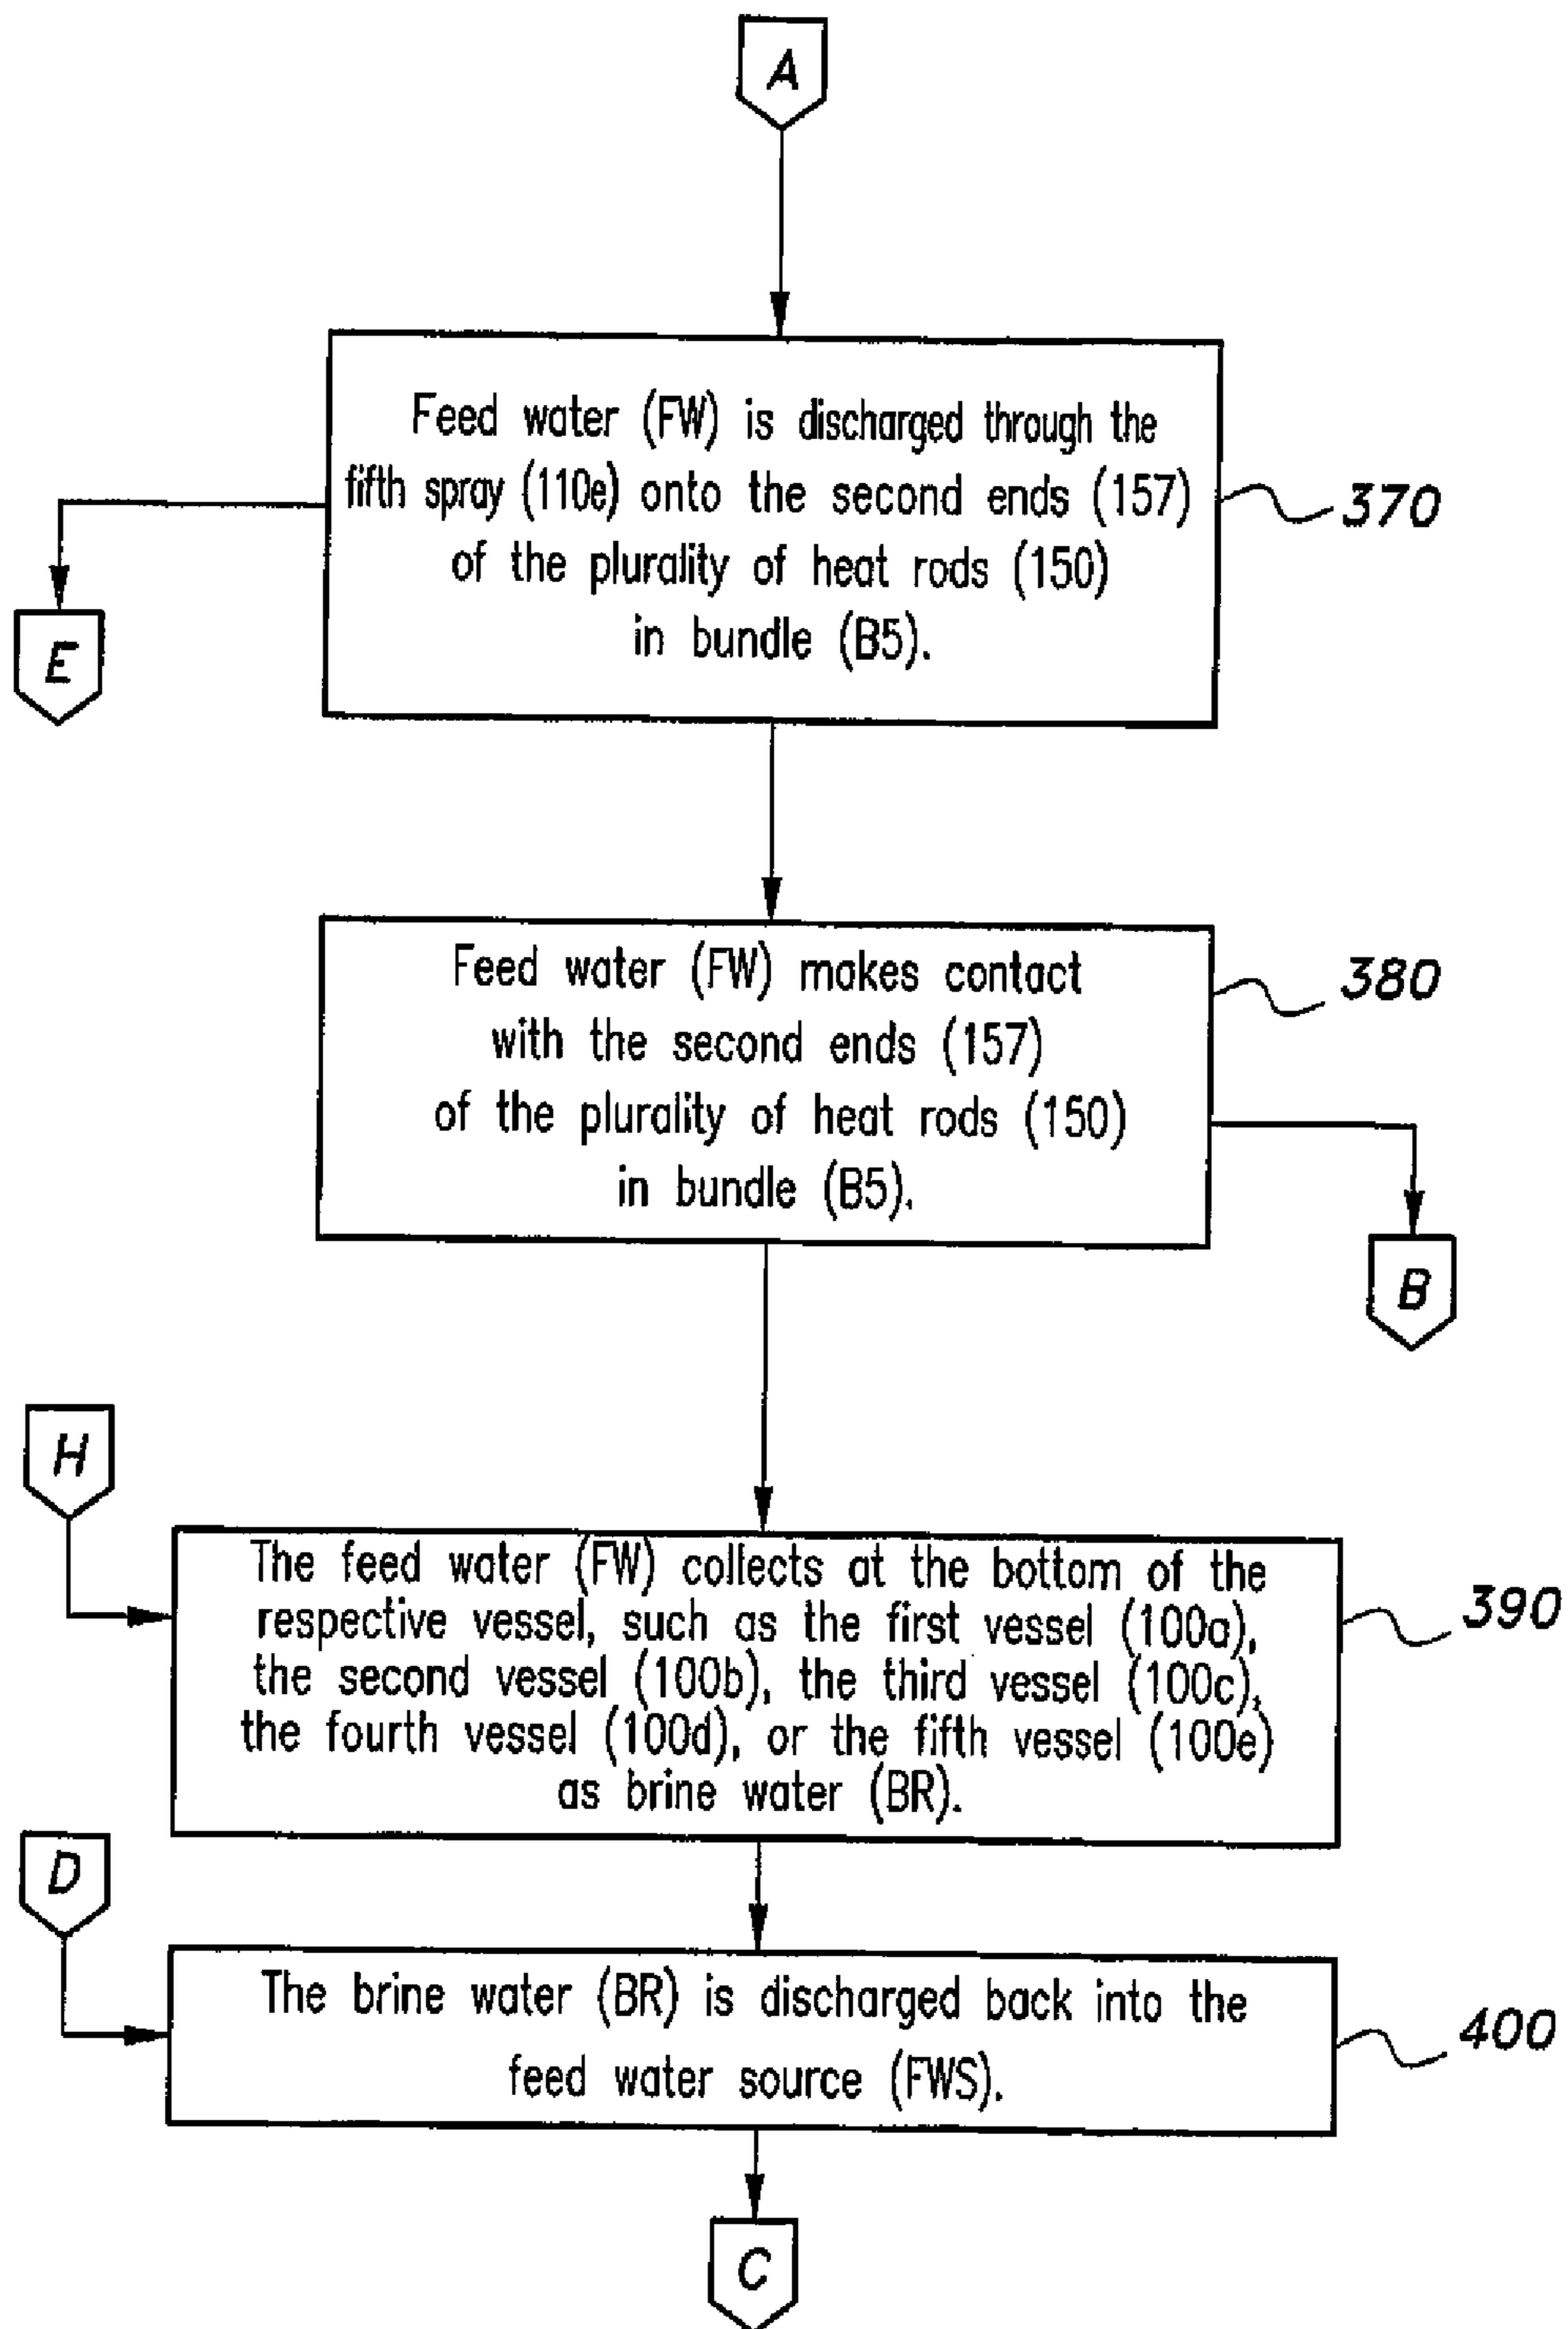 A
Feed water (FW) is discharged through the
fifth spray (110e) onto the second ends (157)
of the plurality of heat rods (150)
in bundle (B5).
370
E
Feed water (FW) makes contact
with the second ends (157)
of the plurality of heat rods (150)
in bundle (B5).
380
B
H
The feed water (FW) collects at the bottom of the
respective vessel, such as the first vessel (100a),
the second vessel (100b), the third vessel (100c),
the fourth vessel (100d), or the fifth vessel (100e)
as brine water (BR).
390
D
The brine water (BR) is discharged back into the
feed water source (FWS).
400
C